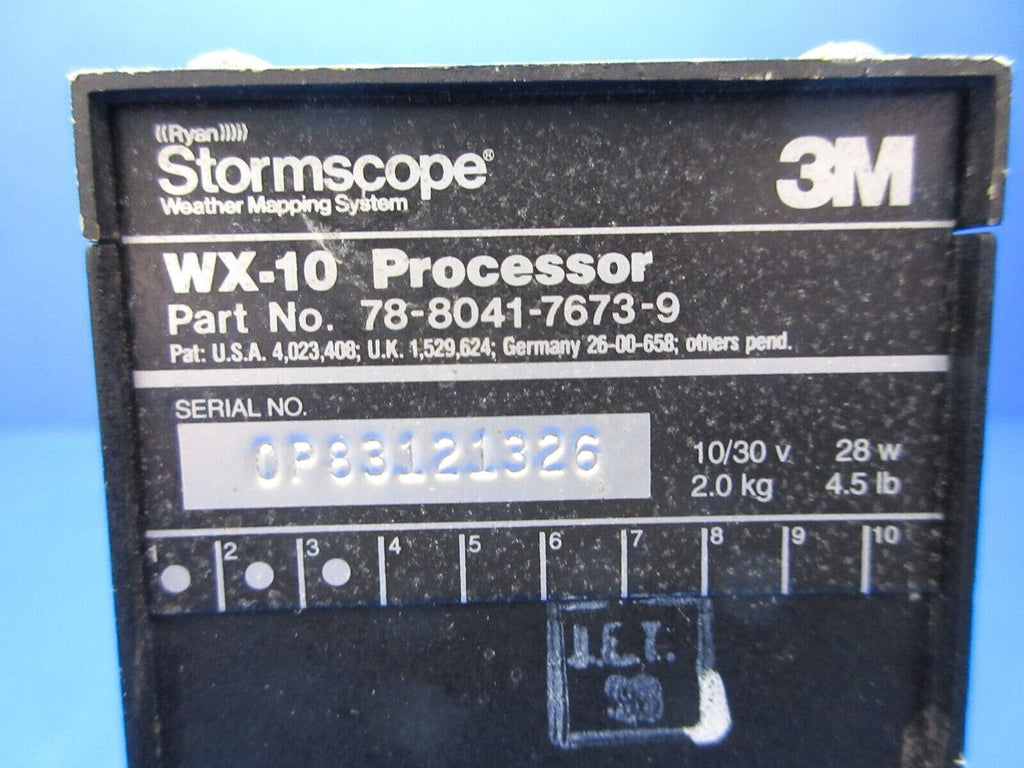 ((Ryan)))))
Stormscope®
Weather Mapping System
3M
WX-10 Processor
Part No. 78-8041-7673-9
Pat: U.S.A. 4,023,408; U.K. 1,529,624; Germany 26-00-658; others pend.
SERIAL NO.
0P83121326
10/30 v 28 w
2.0 kg 4.5 lb
1 2 3 4 5 6 7 8 9 10
J.E.T.